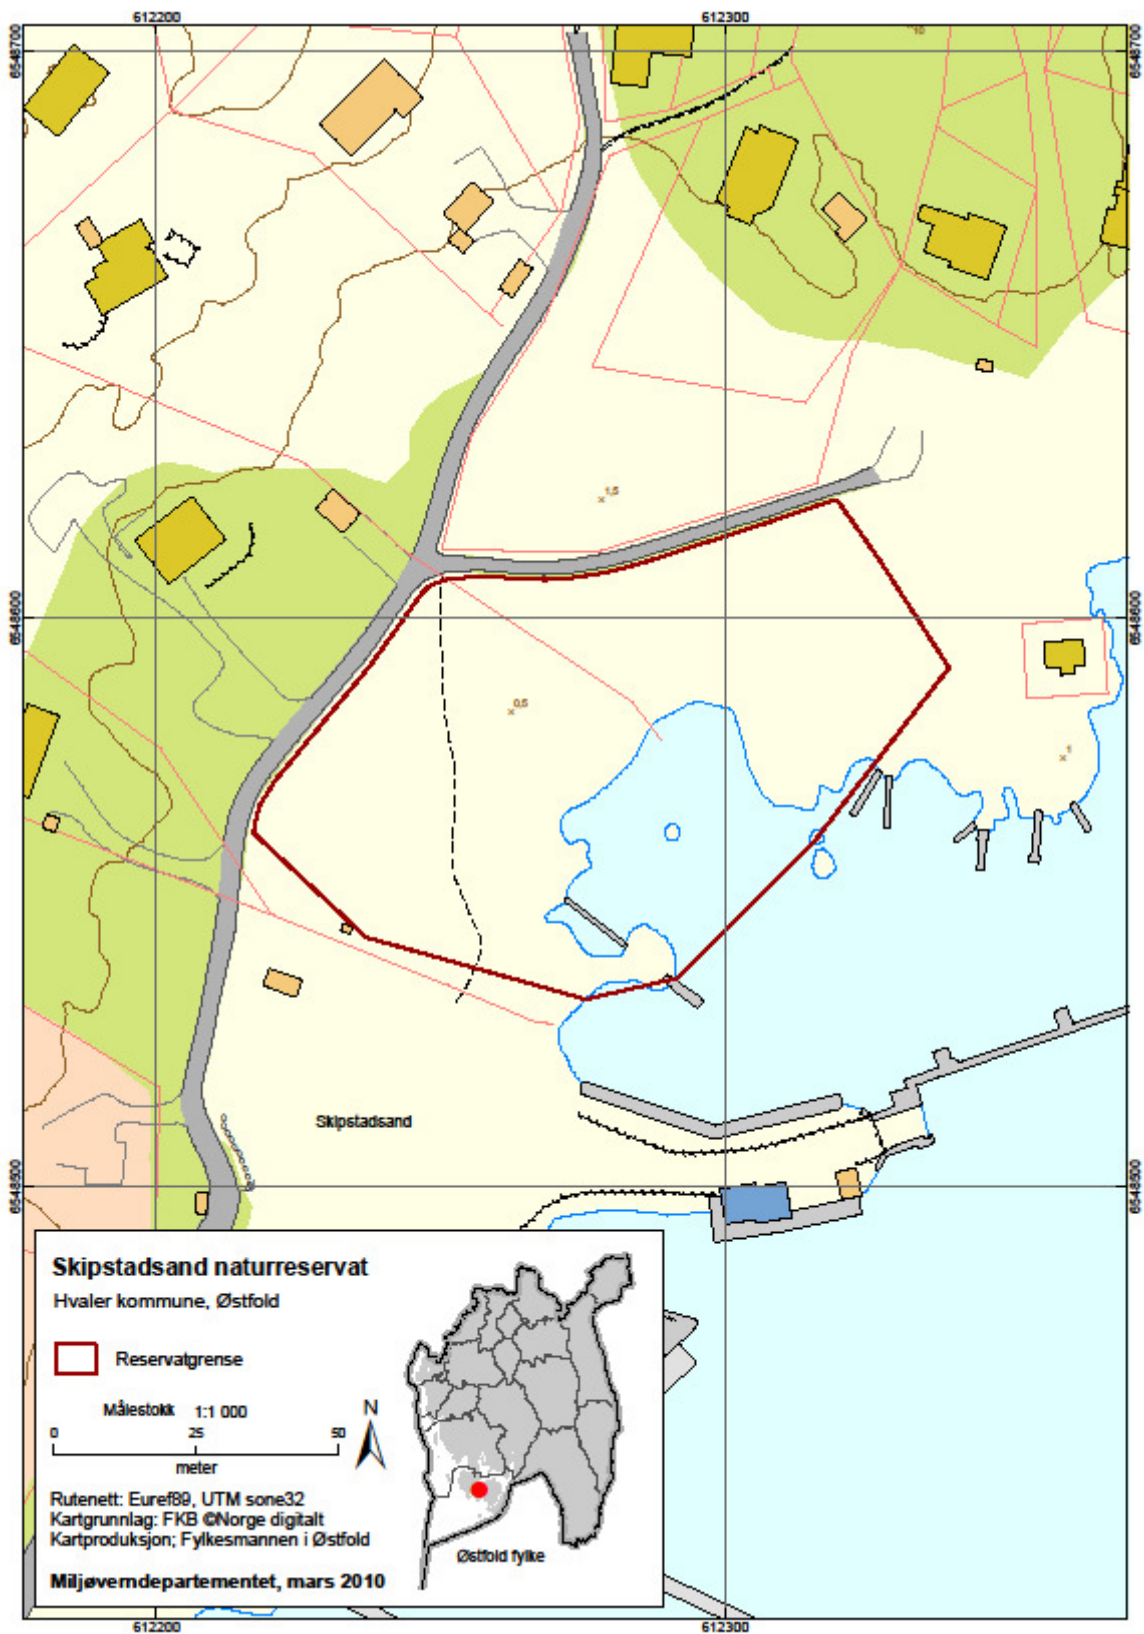 612200
612300
6548700
6548700
10
1,5
6548600
6548600
0,5
1
Skipstadsand
6548500
6548500
Skipstadsand naturreservat
Hvaler kommune, Østfold
Reservatgrense
Målestokk 1:1 000
N
0 25 50
meter
Rutenett: Euref89, UTM sone32
Kartgrunnlag: FKB ©Norge digitalt
Kartproduksjon; Fylkesmannen i Østfold
Østfold fylke
Miljøverndepartementet, mars 2010
612200
612300